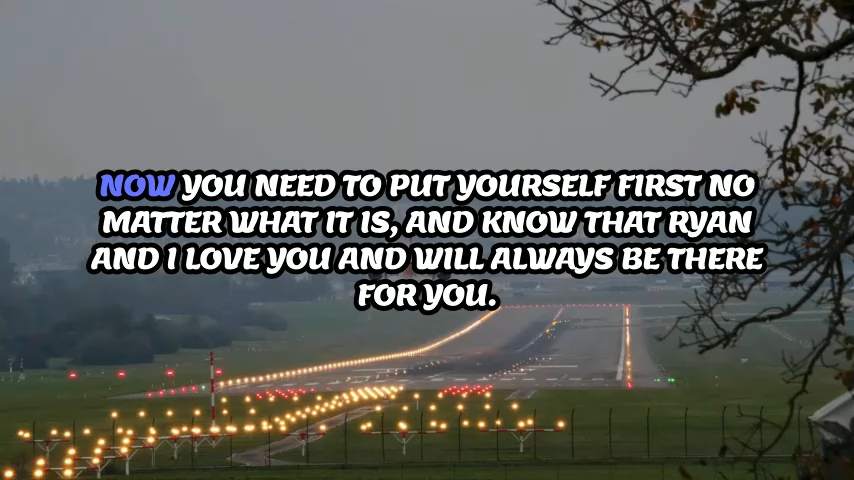 NOW YOU NEED TO PUT YOURSELF FIRST NO
MATTER WHAT IT IS, AND KNOW THAT RYAN
AND I LOVE YOU AND WILL ALWAYS BE THERE
FOR YOU.